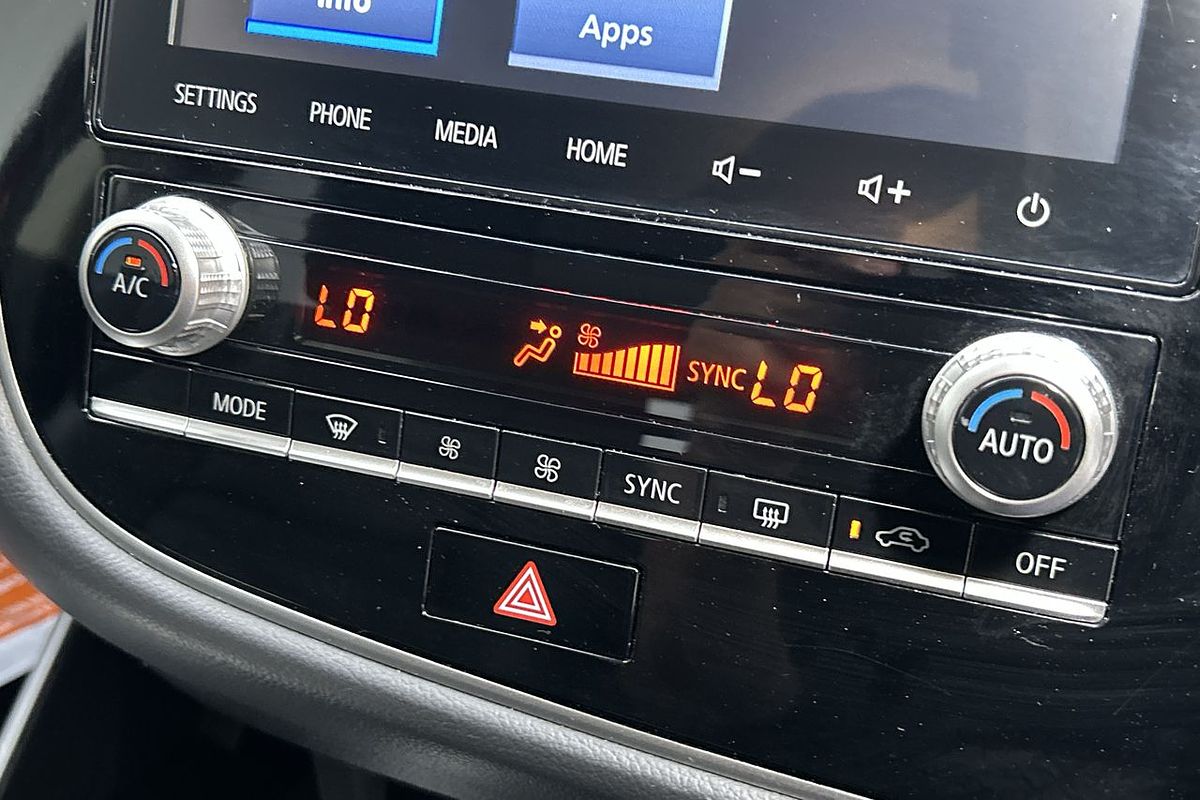 Info
Apps
SETTINGS
PHONE
MEDIA
HOME
A/C
LO
SYNC
LO
AUTO
MODE
SYNC
OFF